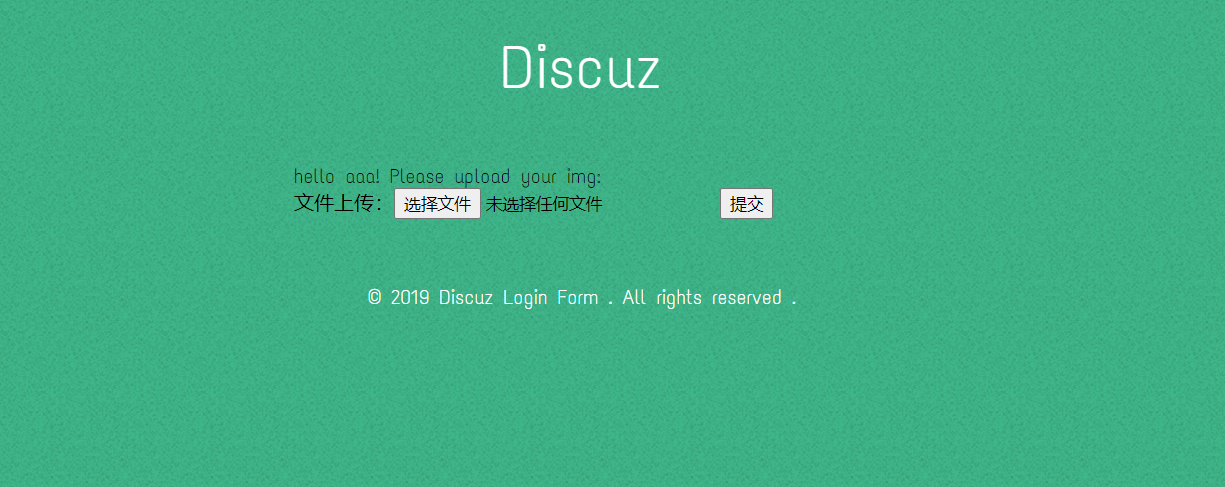 Discuz
hello aaa! Please upload your img:
文件上传： 选择文件 未选择任何文件 提交
© 2019 Discuz Login Form . All rights reserved .